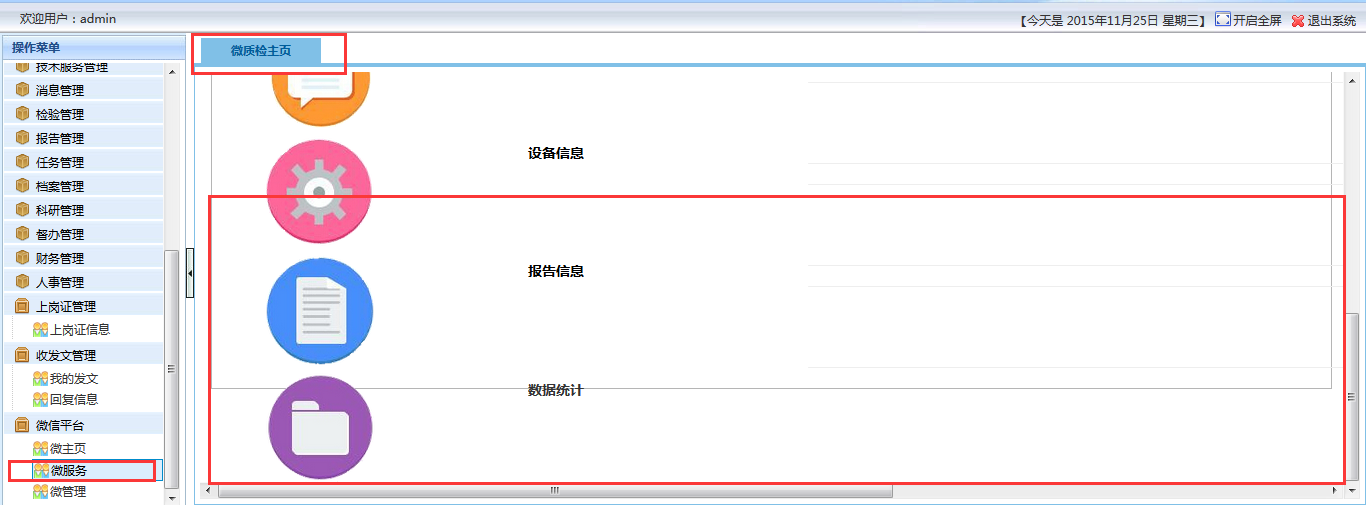 欢迎用户：admin
【今天是 2015年11月25日 星期三】 开启全屏 退出系统
操作菜单
技术服务管理
消息管理
检验管理
报告管理
任务管理
档案管理
科研管理
督办管理
财务管理
人事管理
上岗证管理
上岗证信息
收发文管理
我的发文
回复信息
微信平台
微主页
微服务
微管理
微质检主页
设备信息
报告信息
数据统计